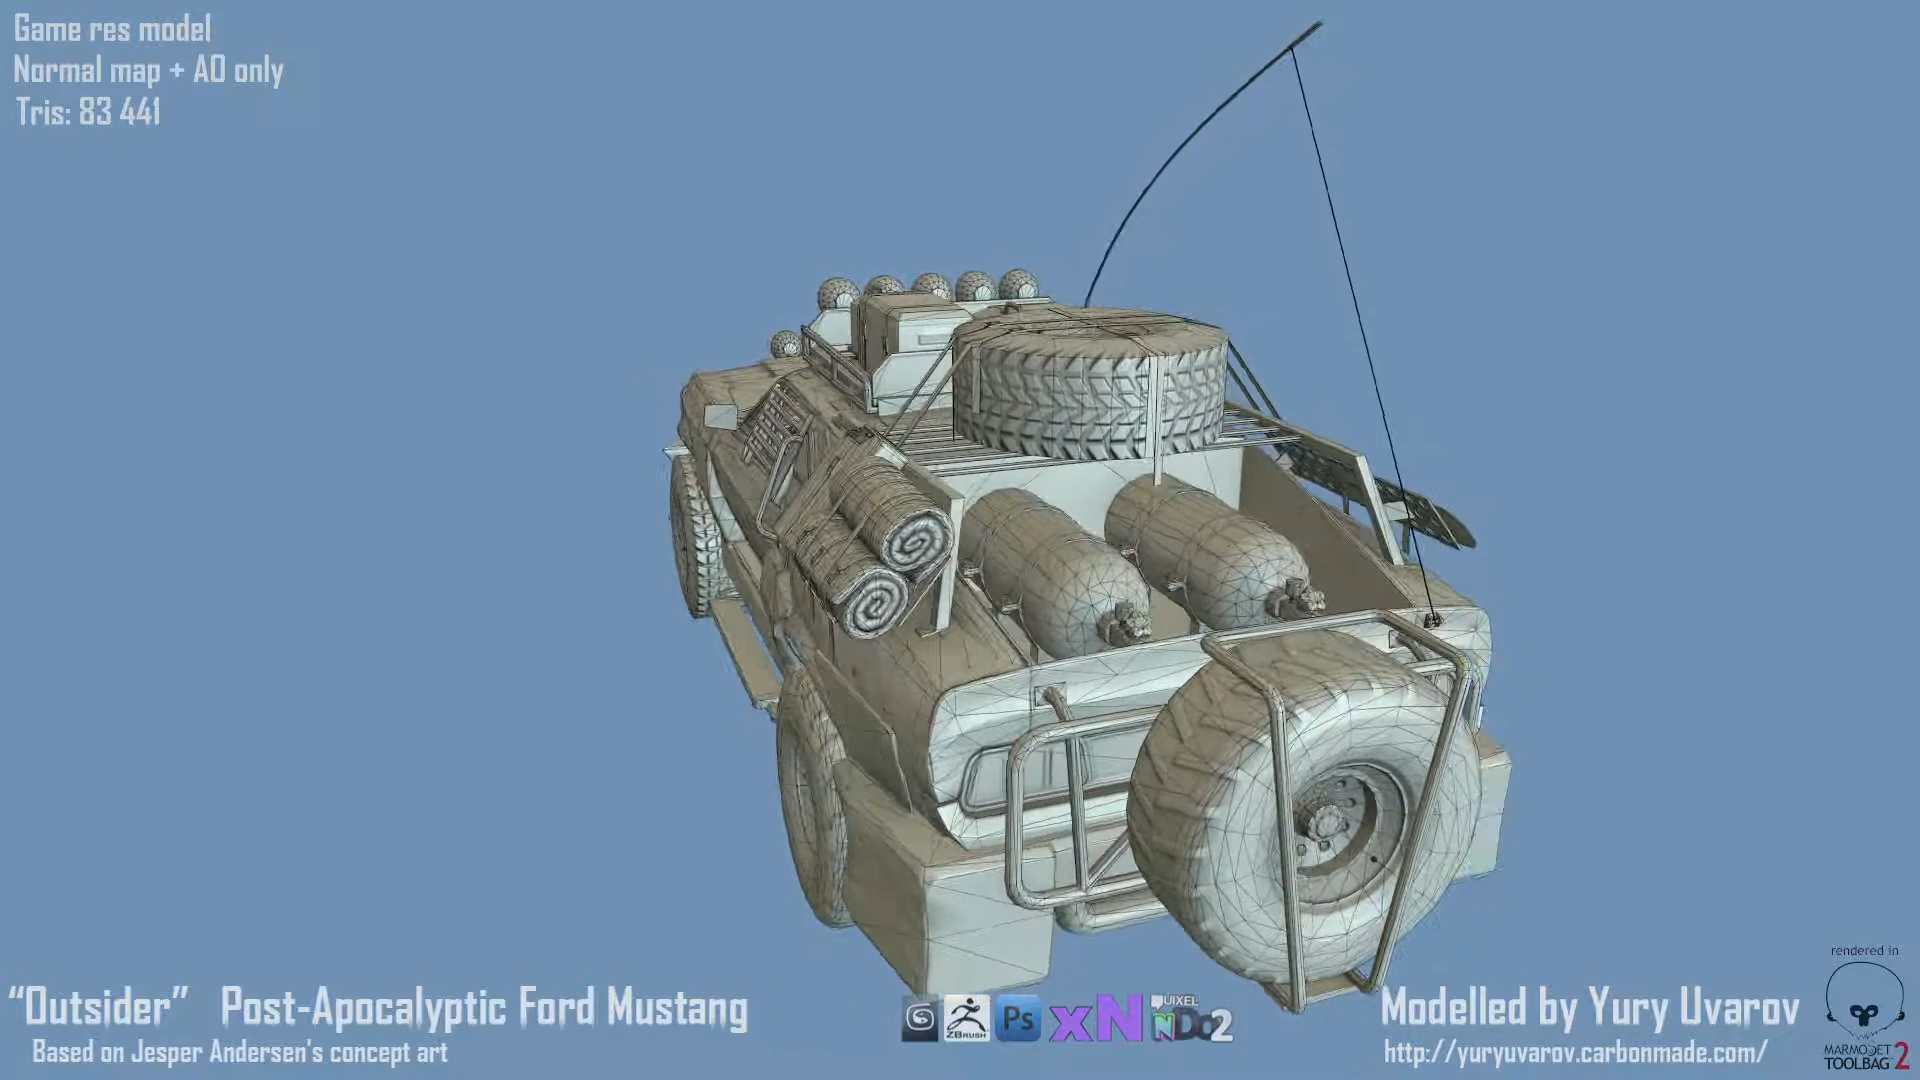 Game res model
Normal map + AO only
Tris: 83 441
"Outsider" Post-Apocalyptic Ford Mustang
Based on Jesper Andersen's concept art
ZBRUSH
Ps
xN
QUIXEL
nDo2
Modelled by Yury Uvarov
http://yuryuvarov.carbonmade.com/
rendered in
MARMOSET
TOOLBAG 2